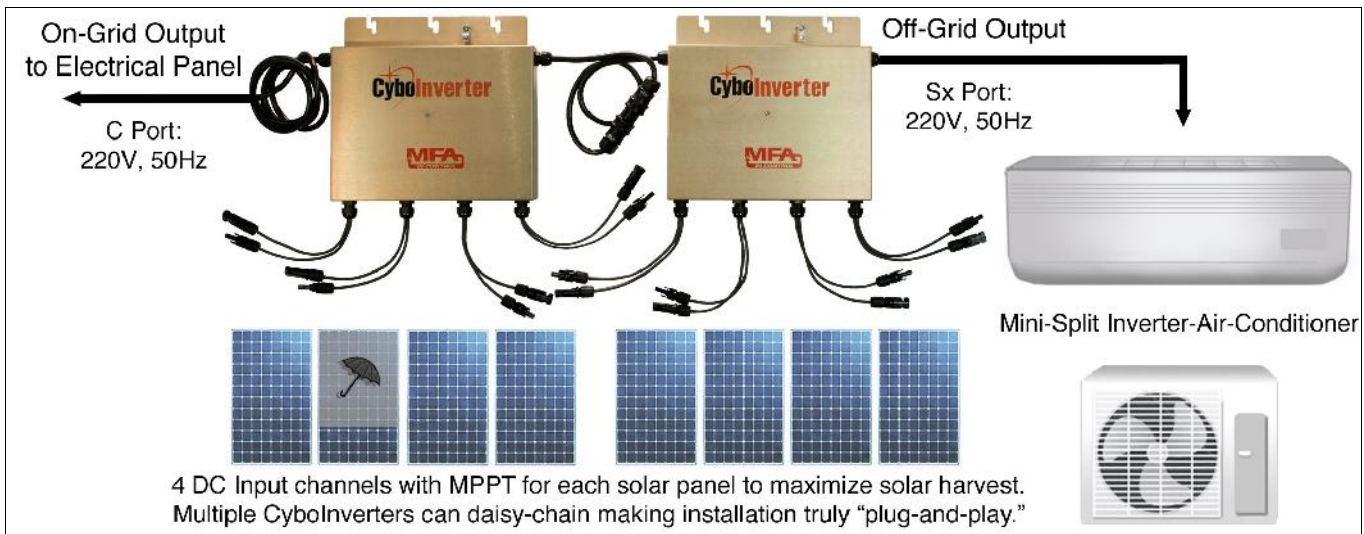 On-Grid Output
to Electrical Panel
C Port:
220V, 50Hz
CyboInverter
MFA
CyboInverter
MFA
Off-Grid Output
Sx Port:
220V, 50Hz
Mini-Split Inverter-Air-Conditioner
4 DC Input channels with MPPT for each solar panel to maximize solar harvest.
Multiple CyboInverters can daisy-chain making installation truly “plug-and-play.”